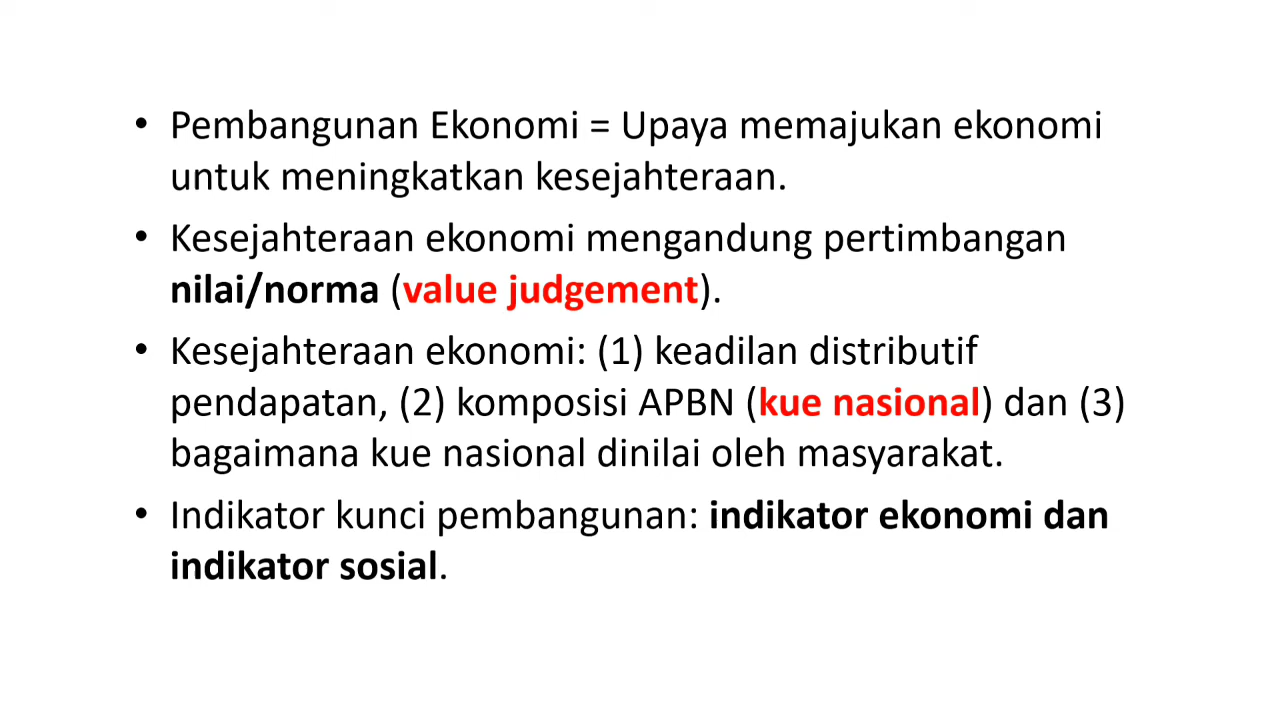 • Pembangunan Ekonomi = Upaya memajukan ekonomi
untuk meningkatkan kesejahteraan.
• Kesejahteraan ekonomi mengandung pertimbangan
nilai/norma (value judgement).
• Kesejahteraan ekonomi: (1) keadilan distributif
pendapatan, (2) komposisi APBN (kue nasional) dan (3)
bagaimana kue nasional dinilai oleh masyarakat.
• Indikator kunci pembangunan: indikator ekonomi dan
indikator sosial.